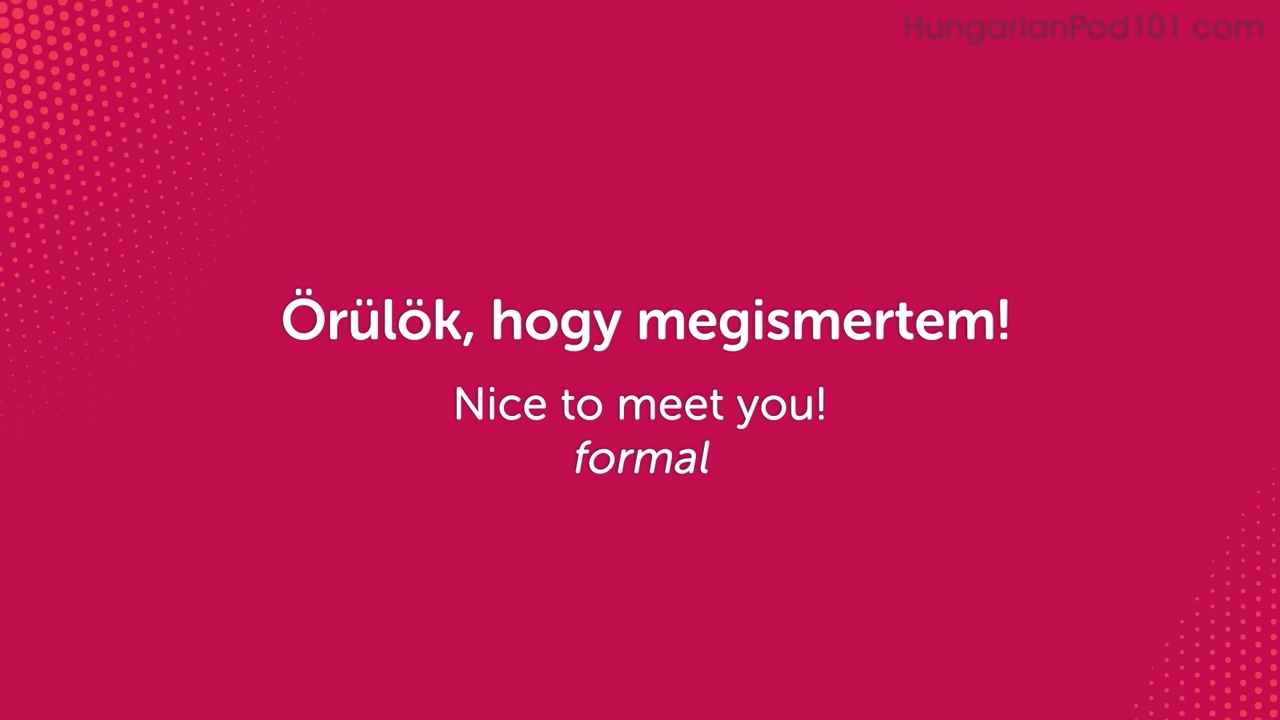 HungarianPod101.com
Örülök, hogy megismertem!
Nice to meet you!
formal